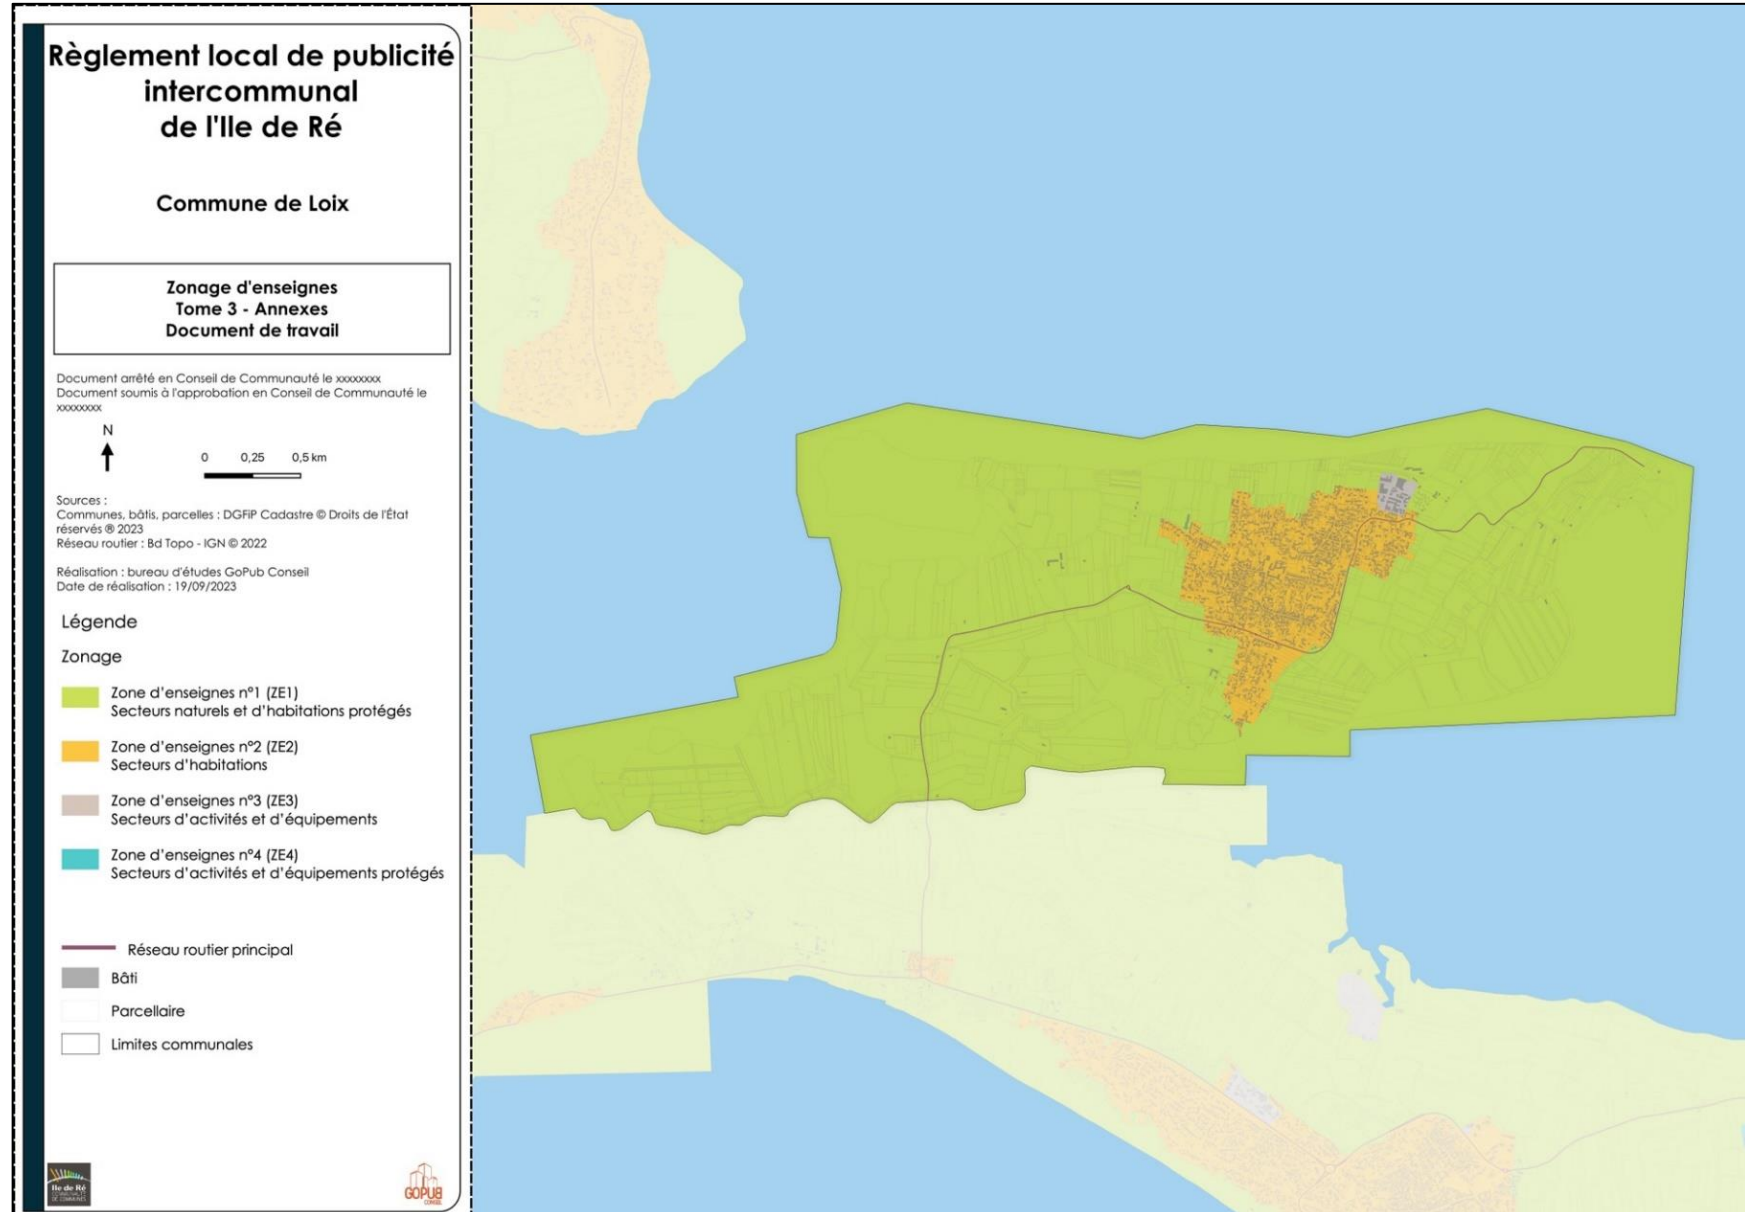 Règlement local de publicité
intercommunal
de l'Ile de Ré
Commune de Loix
Zonage d'enseignes
Tome 3 - Annexes
Document de travail
Document arrêté en Conseil de Communauté le xxxxxxxx
Document soumis à l'approbation en Conseil de Communauté le
xxxxxxxx
N
0 0,25 0,5 km
Sources :
Communes, bâtis, parcelles : DGFiP Cadastre © Droits de l'État
réservés ® 2023
Réseau routier : Bd Topo - IGN © 2022
Réalisation : bureau d'études GoPub Conseil
Date de réalisation : 19/09/2023
Légende
Zonage
Zone d'enseignes n°1 (ZE1)
Secteurs naturels et d'habitations protégés
Zone d'enseignes n°2 (ZE2)
Secteurs d'habitations
Zone d'enseignes n°3 (ZE3)
Secteurs d'activités et d'équipements
Zone d'enseignes n°4 (ZE4)
Secteurs d'activités et d'équipements protégés
Réseau routier principal
Bâti
Parcellaire
Limites communales
Ile de Ré
COMMUNAUTÉ
DE COMMUNES
GOPUB
CONSEIL